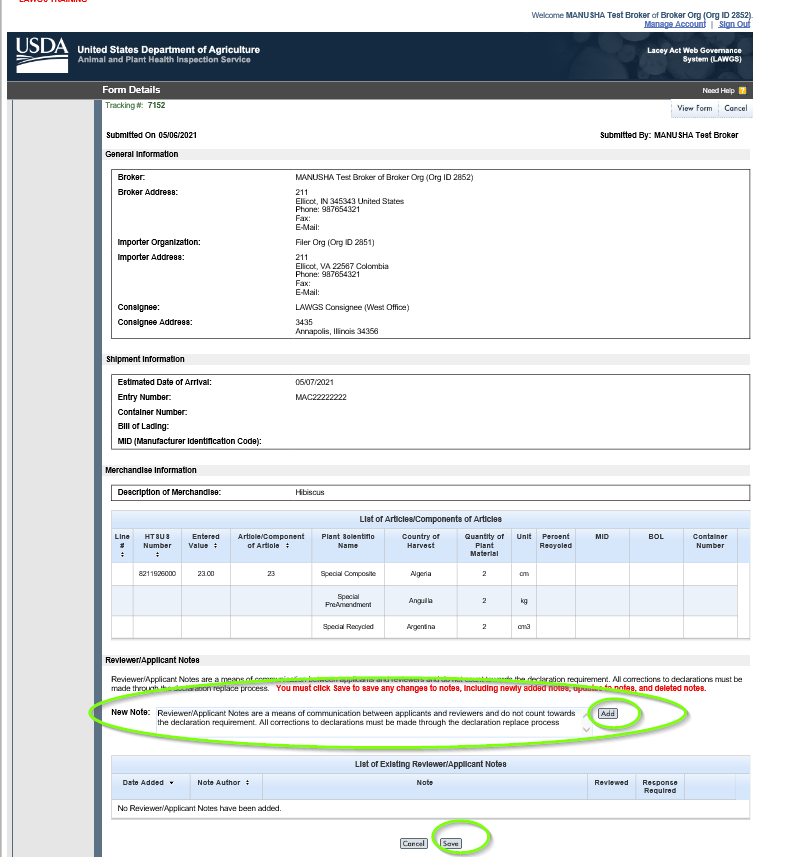 LAWGS TRAINING
Welcome MANUSHA Test Broker of Broker Org (Org ID 2852).
Manage Account | Sign Out
USDA
United States Department of Agriculture
Animal and Plant Health Inspection Service
Lacey Act Web Governance
System (LAWGS)
Form Details
Need Help ?
Tracking #: 7152
View Form Cancel
Submitted On 05/06/2021 Submitted By: MANUSHA Test Broker
General Information
Broker: MANUSHA Test Broker of Broker Org (Org ID 2852)
Broker Address: 211
Ellicot, IN 345343 United States
Phone: 987654321
Fax:
E-Mail:
Importer Organization: Filer Org (Org ID 2851)
Importer Address: 211
Ellicot, VA 22567 Colombia
Phone: 987654321
Fax:
E-Mail:
Consignee: LAWGS Consignee (West Office)
Consignee Address: 3435
Annapolis, Illinois 34356
Shipment Information
Estimated Date of Arrival: 05/07/2021
Entry Number: MAC22222222
Container Number:
Bill of Lading:
MID (Manufacturer Identification Code):
Merchandise Information
Description of Merchandise: Hibiscus
List of Articles/Components of Articles
Line # HTSUS Number Entered Value Article/Component of Article Plant Scientific Name Country of Harvest Quantity of Plant Material Unit Percent Recycled MID BOL Container Number
8211926000 23.00 23 Special Composite Algeria 2 cm
Special PreAmendment Anguilla 2 kg
Special Recycled Argentina 2 cm3
Reviewer/Applicant Notes
Reviewer/Applicant Notes are a means of communication between applicants and reviewers and do not count towards the declaration requirement. All corrections to declarations must be
made through the declaration replace process. You must click Save to save any changes to notes, including newly added notes, updates to notes, and deleted notes.
New Note: Reviewer/Applicant Notes are a means of communication between applicants and reviewers and do not count towards Add
the declaration requirement. All corrections to declarations must be made through the declaration replace process
List of Existing Reviewer/Applicant Notes
Date Added Note Author Note Reviewed Response Required
No Reviewer/Applicant Notes have been added.
Cancel Save